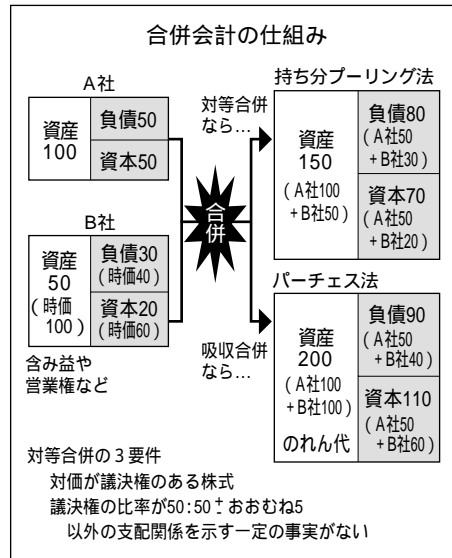 合併会計の仕組み
A社
資産
100
負債50
資本50
B社
資産
50
(時価
100)
負債30
(時価40)
資本20
(時価60)
含み益や
営業権など
合併
対等合併
なら…
吸収合併
なら…
持ち分プーリング法
資産
150
(A社100
+B社50)
負債80
(A社50
+B社30)
資本70
(A社50
+B社20)
パーチェス法
資産
200
(A社100
+B社100)
のれん代
負債90
(A社50
+B社40)
資本110
(A社50
+B社60)
対等合併の3要件
対価が議決権のある株式
議決権の比率が50:50±おおむね5
以外の支配関係を示す一定の事実がない